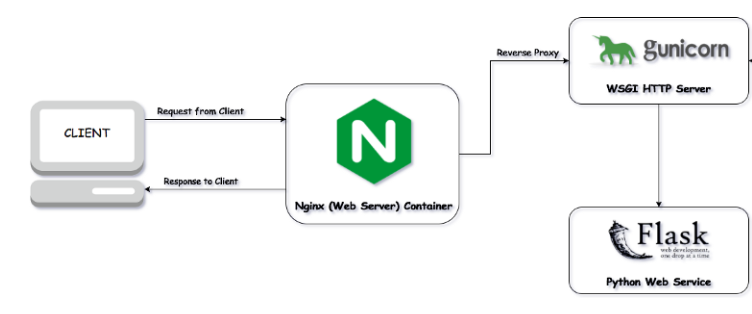 Reverse Proxy
gunicorn
WSGI HTTP Server
Request from Client
CLIENT
N
Response to Client
Nginx (Web Server) Container
Flask
web development,
one drop at a time
Python Web Service